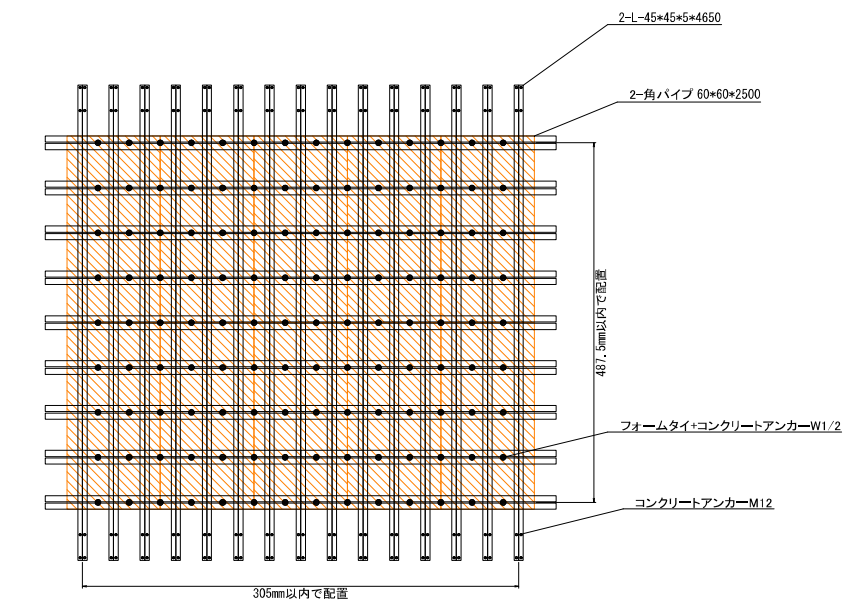 2-L-45*45*5*4650
2-角パイプ 60*60*2500
487.5mm以内で配置
フォームタイ+コンクリートアンカーW1/2
コンクリートアンカーM12
305mm以内で配置